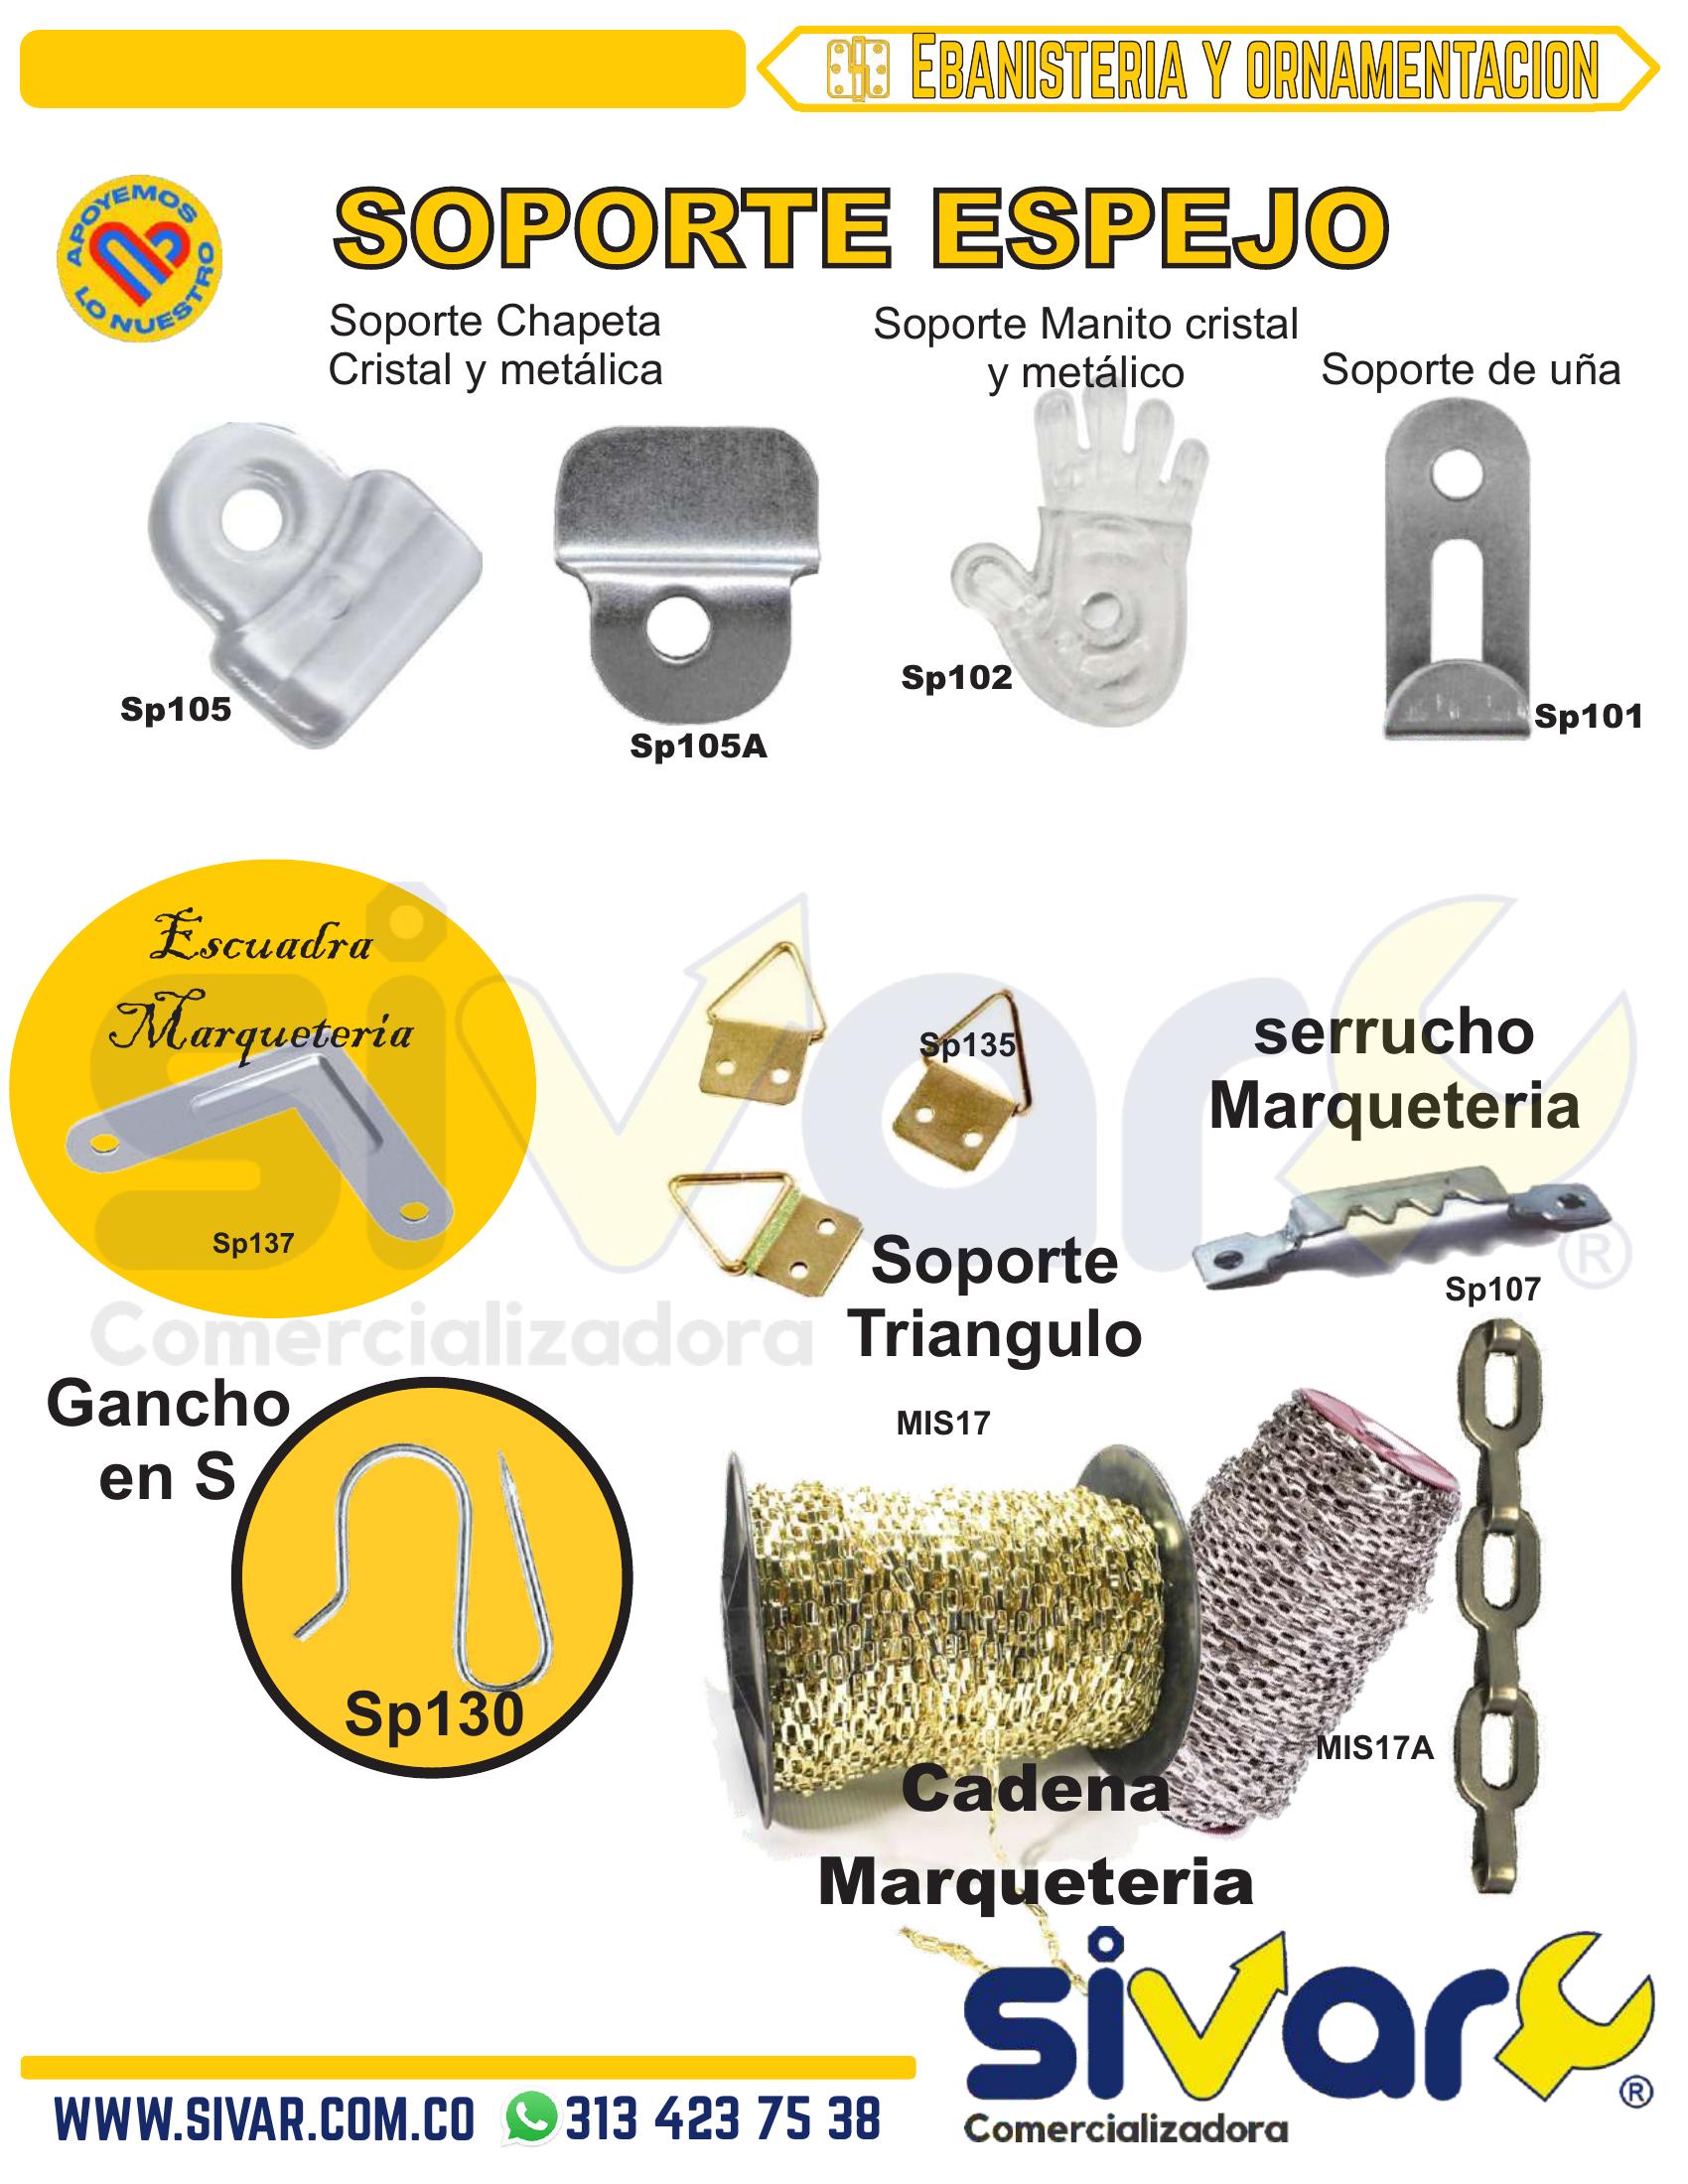 EBANISTERIA Y ORNAMENTACION
APOYEMOS
LO NUESTRO
SOPORTE ESPEJO
Soporte Chapeta
Cristal y metálica
Soporte Manito cristal
y metálico
Soporte de uña
Sp105
Sp105A
Sp102
Sp101
Escuadra
Marqueteria
Sp137
Sp135
Soporte
Triangulo
serrucho
Marqueteria
Sp107
sivar
®
Comercializadora
Gancho
en S
Sp130
MIS17
MIS17A
Cadena
Marqueteria
sivar
®
Comercializadora
WWW.SIVAR.COM.CO
313 423 75 38